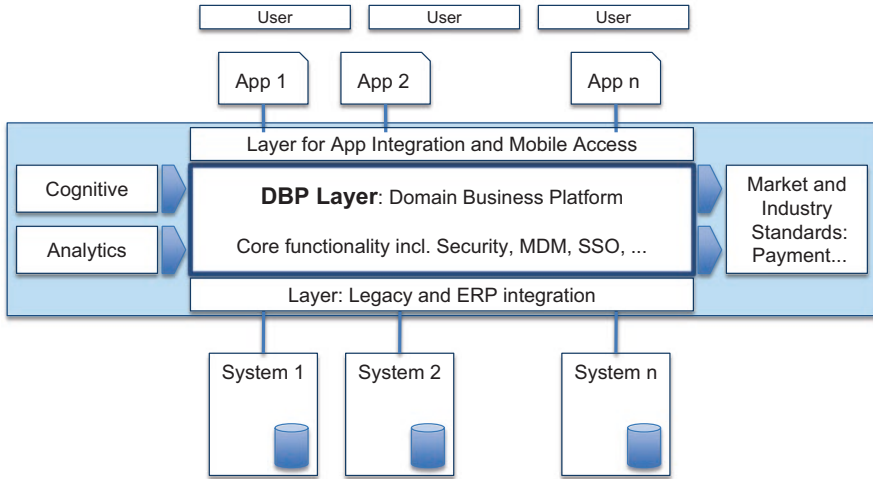 User
User
User
App 1
App 2
App n
Layer for App Integration and Mobile Access
Cognitive
Analytics
DBP Layer: Domain Business Platform
Core functionality incl. Security, MDM, SSO, ...
Market and
Industry
Standards:
Payment...
Layer: Legacy and ERP integration
System 1
System 2
System n